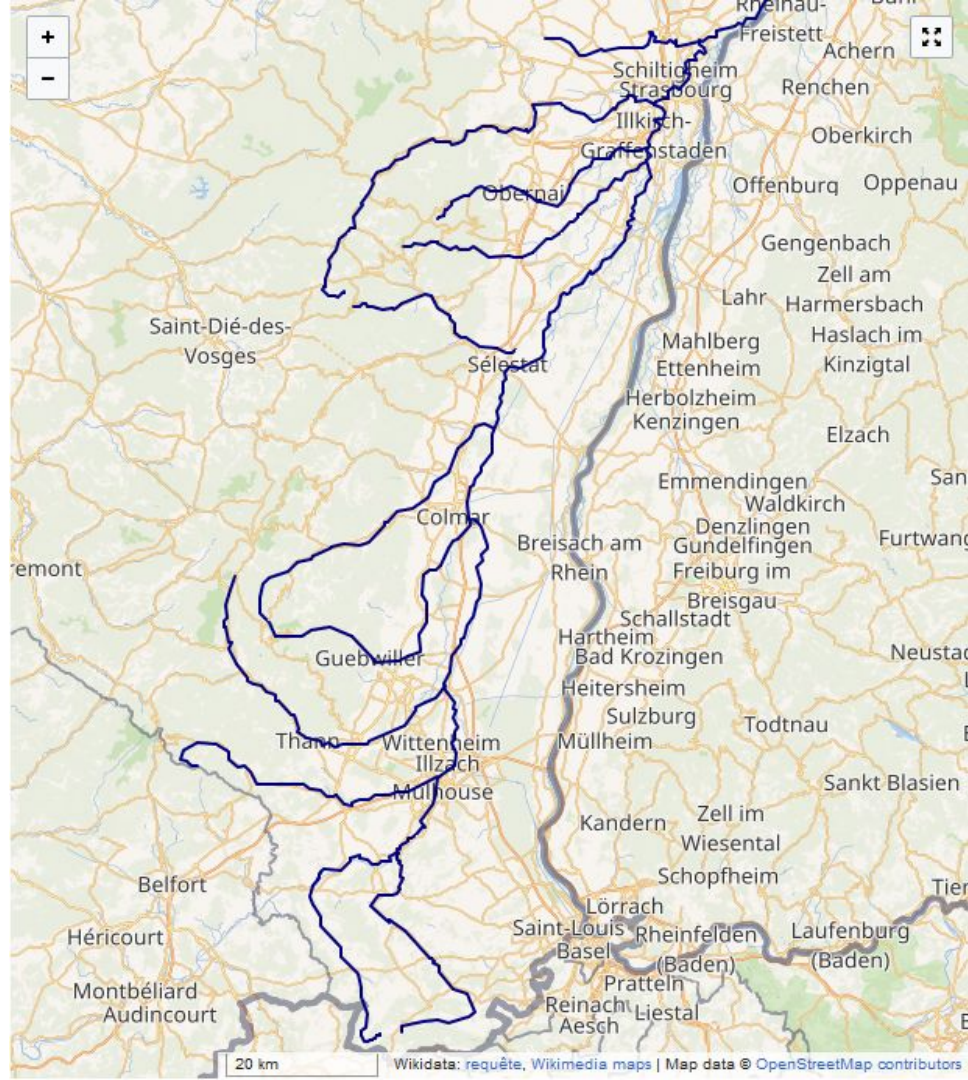 +
−
Rheinau-
Freistett
Bühl
Achern
Schiltigheim
Strasbourg
Renchen
Illkirch-
Graffenstaden
Oberkirch
Obernai
Offenburg
Oppenau
Gengenbach
Zell am
Harmersbach
Lahr
Saint-Dié-des-
Vosges
Haslach im
Kinzigtal
Mahlberg
Ettenheim
Sélestat
Herbolzheim
Kenzingen
Elzach
Emmendingen
San
Waldkirch
Colmar
Denzlingen
Gundelfingen
Furtwang
Breisach am
Rhein
remont
Freiburg im
Breisgau
Schallstadt
Hartheim
Bad Krozingen
Guebwiller
Neustad
Heitersheim
Sulzburg
Todtnau
Thann
Wittenheim
Illzach
Müllheim
Mulhouse
Sankt Blasien
Kandern
Zell im
Wiesental
Schopfheim
Belfort
Tien
Lörrach
Saint-Louis
Basel
Rheinfelden
(Baden)
Laufenburg
(Baden)
Héricourt
Pratteln
Montbéliard
Audincourt
Reinach
Aesch
Liestal
20 km
Wikidata: requête, Wikimedia maps | Map data © OpenStreetMap contributors